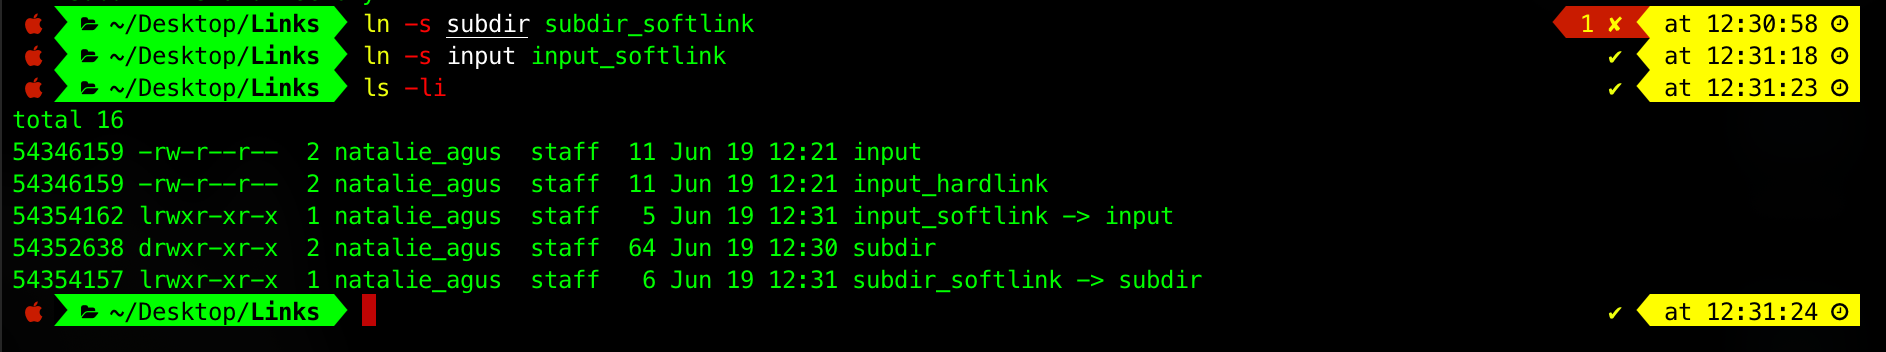 ~/Desktop/Links ln -s subdir subdir_softlink 1 ✘ at 12:30:58
~/Desktop/Links ln -s input input_softlink ✔ at 12:31:18
~/Desktop/Links ls -li ✔ at 12:31:23
total 16
54346159 -rw-r--r-- 2 natalie_agus staff 11 Jun 19 12:21 input
54346159 -rw-r--r-- 2 natalie_agus staff 11 Jun 19 12:21 input_hardlink
54354162 lrwxr-xr-x 1 natalie_agus staff 5 Jun 19 12:31 input_softlink -> input
54352638 drwxr-xr-x 2 natalie_agus staff 64 Jun 19 12:30 subdir
54354157 lrwxr-xr-x 1 natalie_agus staff 6 Jun 19 12:31 subdir_softlink -> subdir
~/Desktop/Links ✔ at 12:31:24